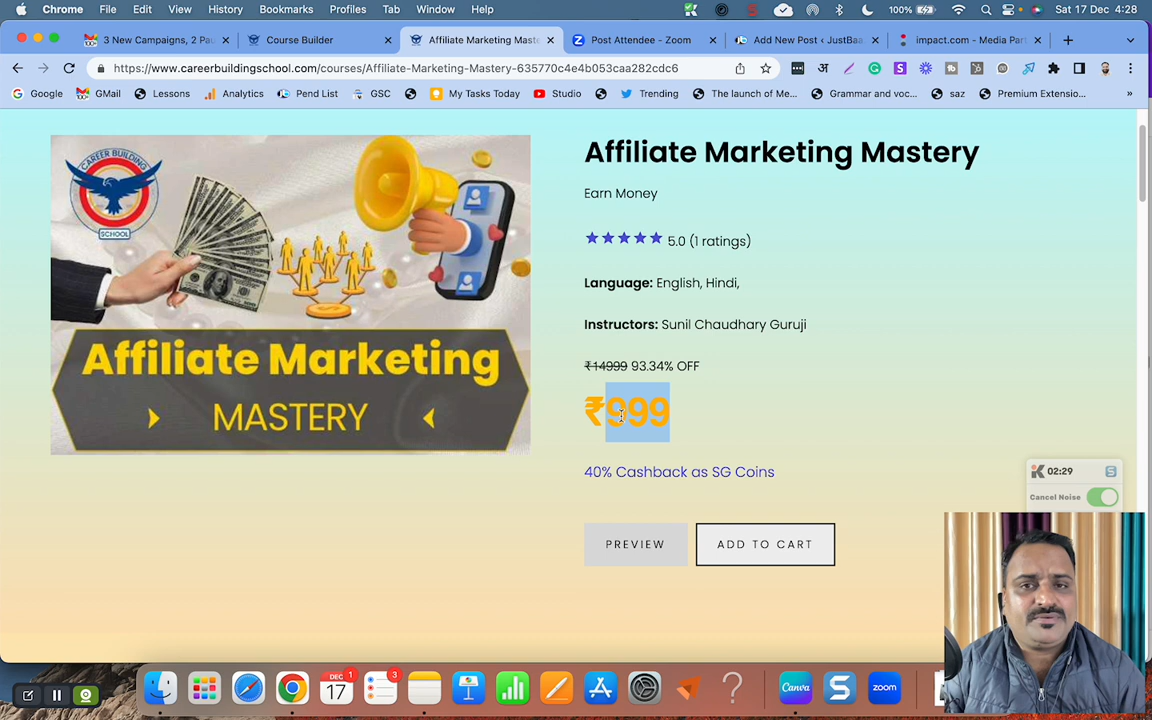 Chrome File Edit View History Bookmarks Profiles Tab Window Help 100% Sat 17 Dec 4:28
3 New Campaigns, 2 Pa
Course Builder
Affiliate Marketing Maste
Post Attendee - Zoom
Add New Post ‹ JustBaa
impact.com - Media Part
https://www.careerbuildingschool.com/courses/Affiliate-Marketing-Mastery-635770c4e4b053caa282cdc6
अ
Google GMail Lessons Analytics Pend List GSC My Tasks Today Studio Trending The launch of Me... Grammar and voc... saz Premium Extensio... »
CAREER BUILDING
SCHOOL
Affiliate Marketing
MASTERY
Affiliate Marketing Mastery
Earn Money
5.0 (1 ratings)
Language: English, Hindi,
Instructors: Sunil Chaudhary Guruji
₹14999 93.34% OFF
₹999
40% Cashback as SG Coins
PREVIEW
ADD TO CART
02:29
Cancel Noise
DEC
17
1
3
Canva
S
zoom